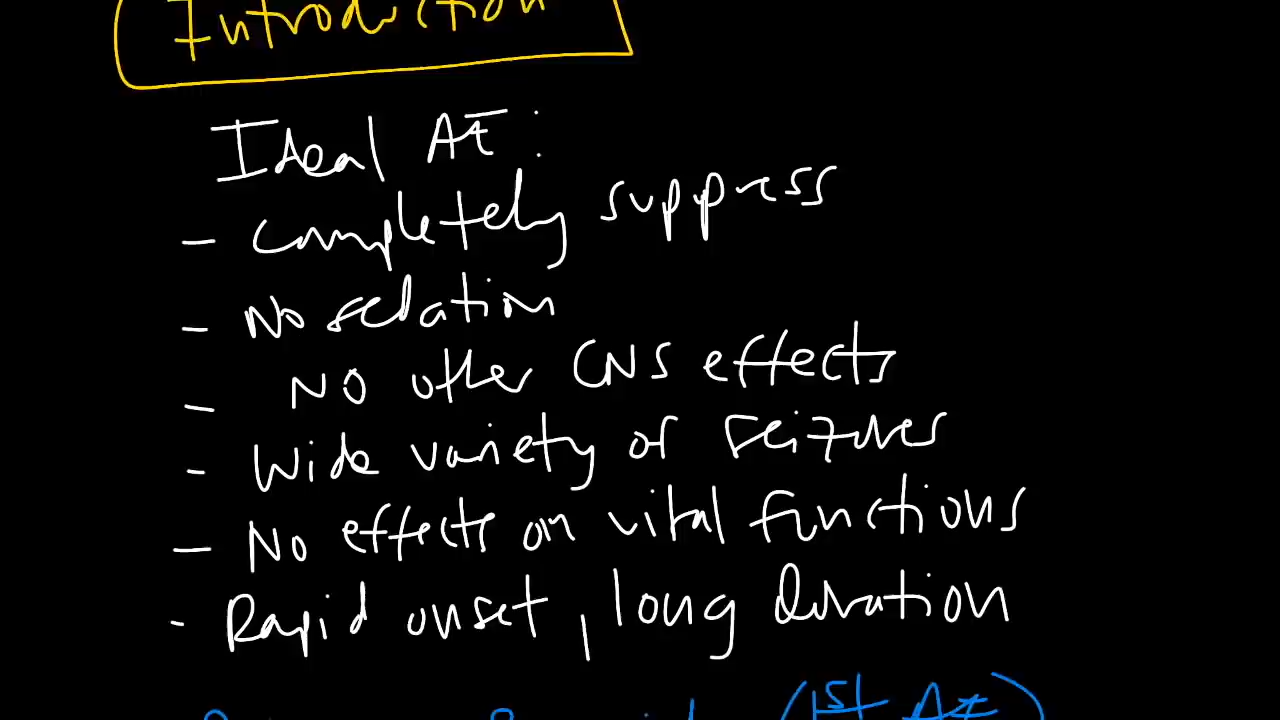 Introduction
Ideal AE:
- completely suppress
- No sedation
- NO other CNS effects
- Wide variety of seizures
- No effects on vital functions
- Rapid onset, long duration
(1st AE)